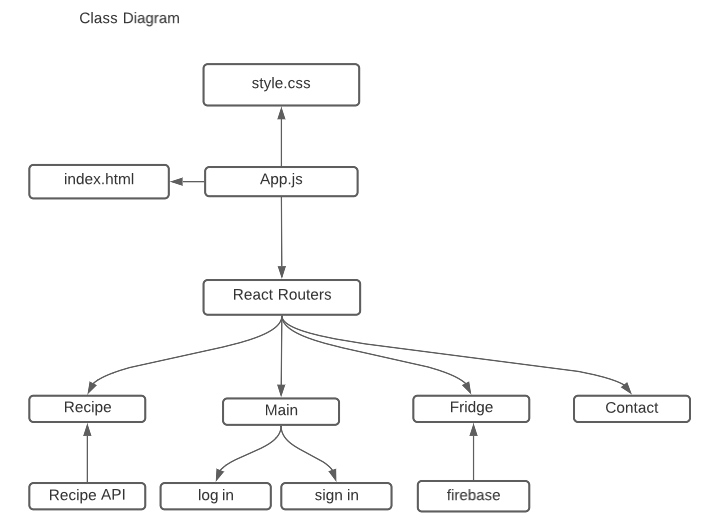 Class Diagram
style.css
index.html
App.js
React Routers
Recipe
Main
Fridge
Contact
Recipe API
log in
sign in
firebase